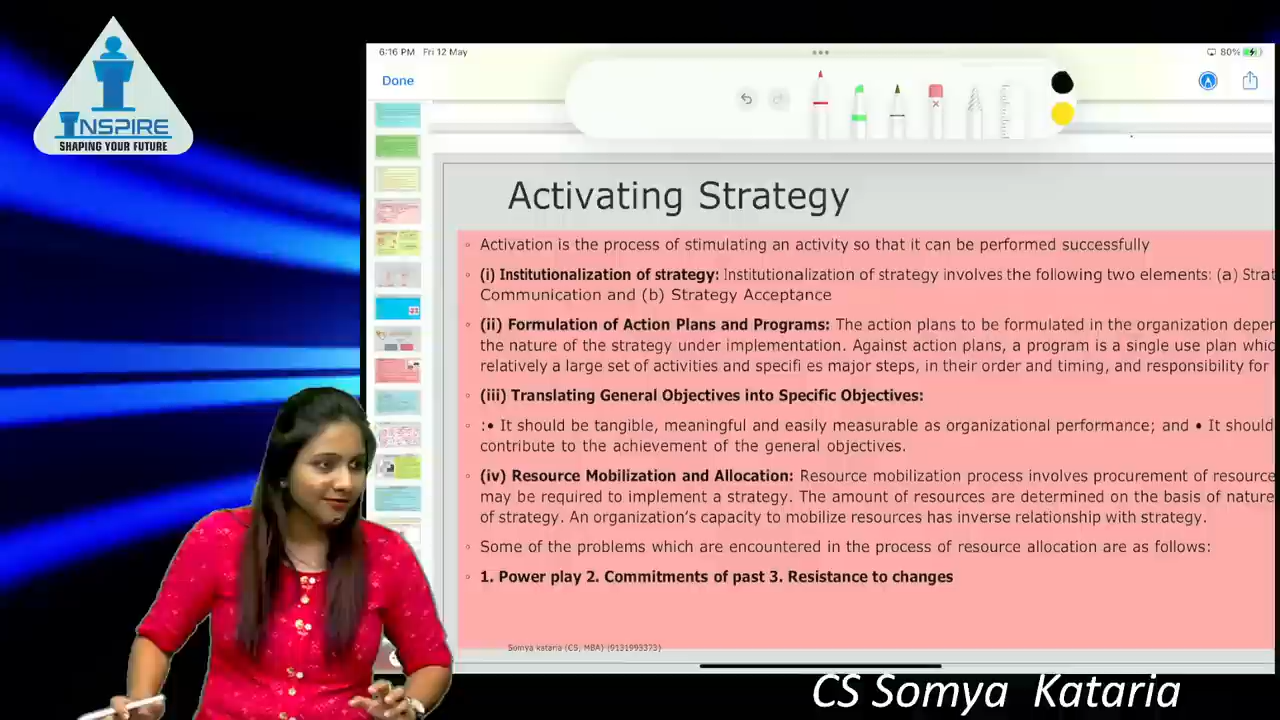 INSPIRE
SHAPING YOUR FUTURE
6:16 PM Fri 12 May
80%
Done
Activating Strategy
◦ Activation is the process of stimulating an activity so that it can be performed successfully
◦ (i) Institutionalization of strategy: Institutionalization of strategy involves the following two elements: (a) Strat
Communication and (b) Strategy Acceptance
◦ (ii) Formulation of Action Plans and Programs: The action plans to be formulated in the organization deper
the nature of the strategy under implementation. Against action plans, a program is a single use plan whic
relatively a large set of activities and specifi es major steps, in their order and timing, and responsibility for
◦ (iii) Translating General Objectives into Specific Objectives:
◦ :• It should be tangible, meaningful and easily measurable as organizational performance; and • It should
contribute to the achievement of the general objectives.
◦ (iv) Resource Mobilization and Allocation: Resource mobilization process involves procurement of resource
may be required to implement a strategy. The amount of resources are determined on the basis of nature
of strategy. An organization's capacity to mobilize resources has inverse relationship with strategy.
◦ Some of the problems which are encountered in the process of resource allocation are as follows:
◦ 1. Power play 2. Commitments of past 3. Resistance to changes
Somya kataria (CS, MBA) (9131993373)
CS Somya Kataria